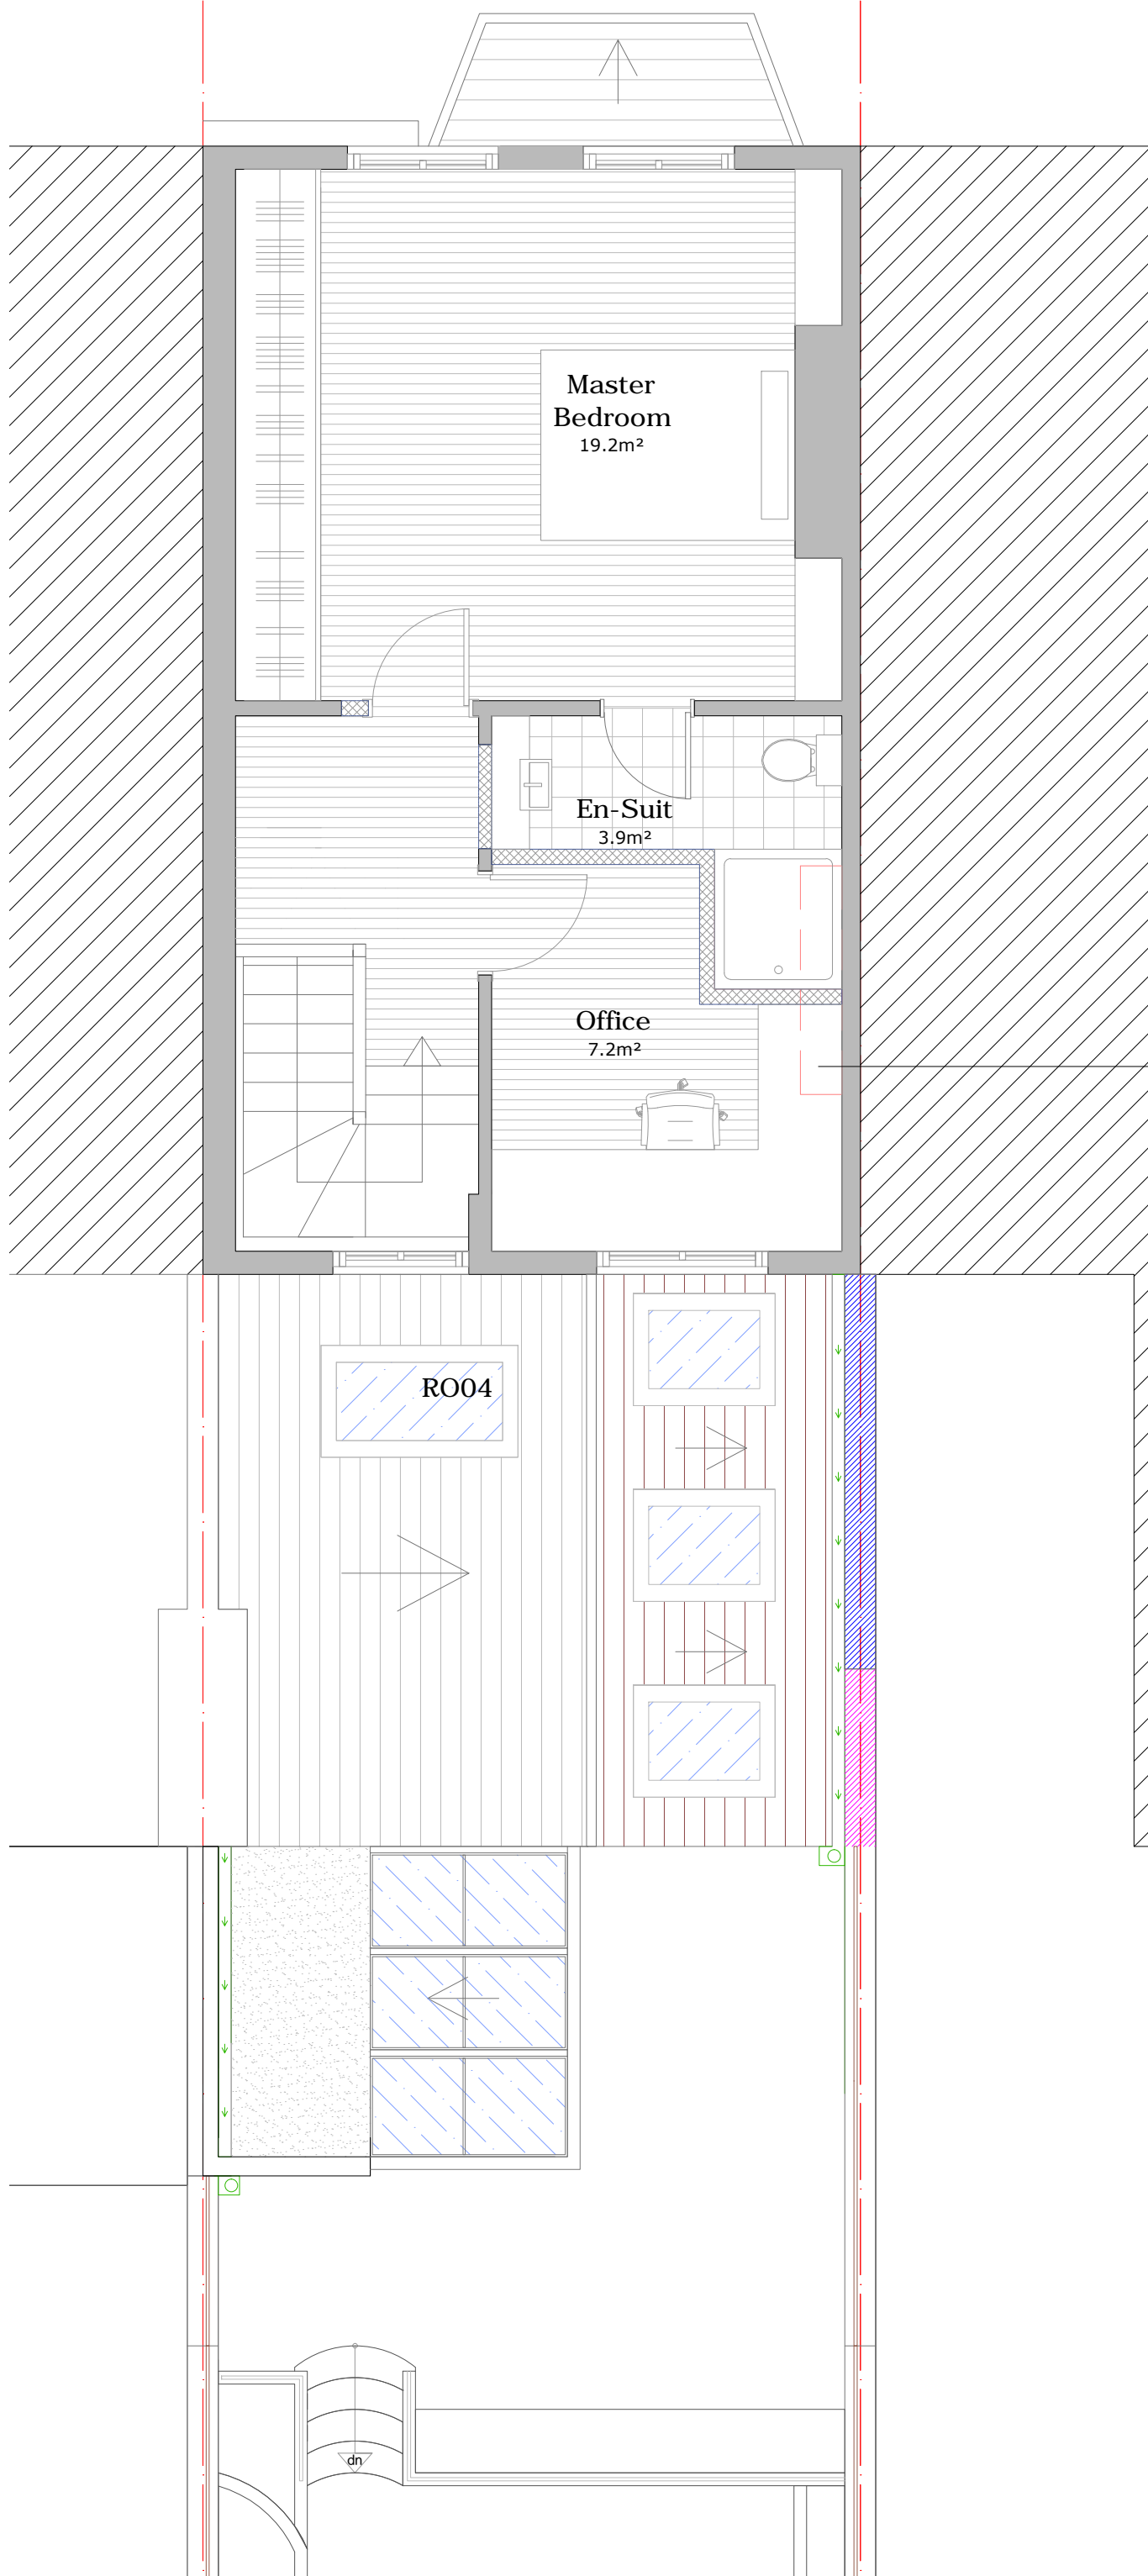 Master
Bedroom
19.2m²
En-Suit
3.9m²
Office
7.2m²
RO04
dn